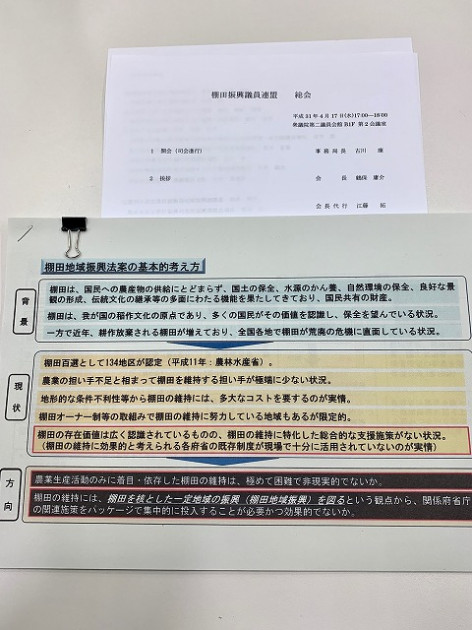 棚田振興議員連盟 総会
平成31年4月17日(水)17:00-18:00
衆議院第二議員会館B1F 第2会議室
1 開会(司会進行) 事務局長 古川 康
2 挨拶 会長 鶴保 庸介
会長代行 江藤 拓
棚田地域振興法案の基本的考え方
背景
棚田は、国民への農産物の供給にとどまらず、国土の保全、水源のかん養、自然環境の保全、良好な景
観の形成、伝統文化の継承等の多面にわたる機能を果たしてきており、国民共有の財産。
棚田は、我が国の稲作文化の原点であり、多くの国民がその価値を認識し、保全を望んでいる状況。
一方で近年、耕作放棄される棚田が増えており、全国各地で棚田が荒廃の危機に直面している状況。
現状
棚田百選として134地区が認定(平成11年:農林水産省)。
農業の担い手不足と相まって棚田を維持する担い手が極端に少ない状況。
地形的な条件不利性等から棚田の維持には、多大なコストを要するのが実情。
棚田オーナー制等の取組みで棚田の維持に努力している地域もあるが限定的。
棚田の存在価値は広く認識されているものの、棚田の維持に特化した総合的な支援施策がない状況。
(棚田の維持に効果的と考えられる各府省の既存制度が現場で十分に活用されていないのが実情)
方向
農業生産活動のみに着目・依存した棚田の維持は、極めて困難で非現実的でないか。
棚田の維持には、棚田を核とした一定地域の振興(棚田地域振興)を図るという観点から、関係府省庁
の関連施策をパッケージで集中的に投入することが必要かつ効果的でないか。